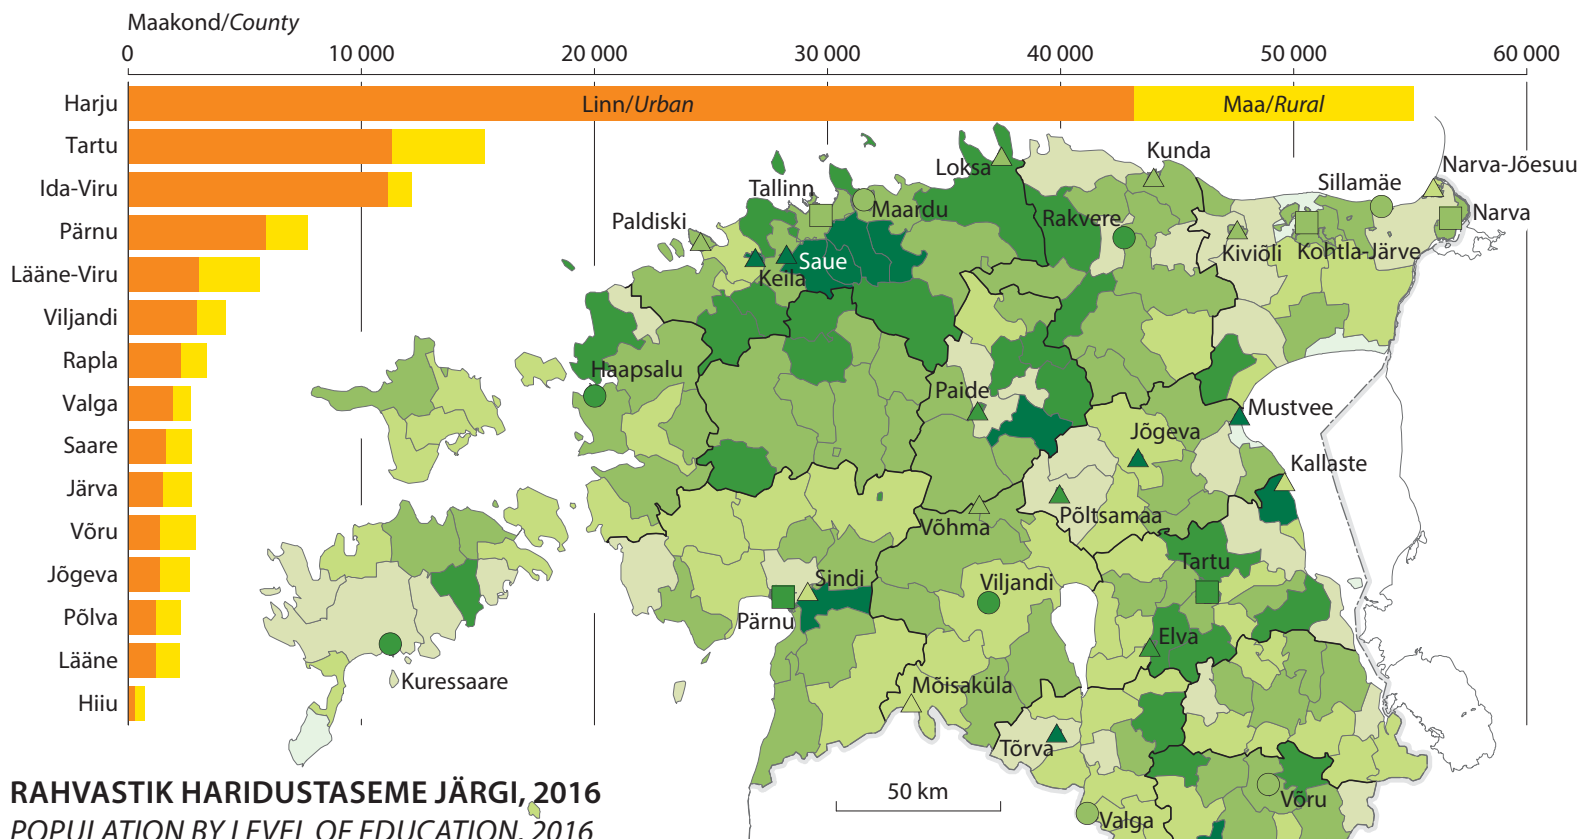 Maakond/County
0 10 000 20 000 30 000 40 000 50 000 60 000
Harju
Linn/Urban
Maa/Rural
Tartu
Ida-Viru
Pärnu
Lääne-Viru
Viljandi
Rapla
Valga
Saare
Järva
Võru
Jõgeva
Põlva
Lääne
Hiiu
Loksa
Kunda
Narva-Jõesuu
Tallinn
Sillamäe
Maardu
Paldiski
Rakvere
Narva
Kiviõli
Kohtla-Järve
Saue
Keila
Haapsalu
Paide
Mustvee
Jõgeva
Kallaste
Võhma
Põltsamaa
Tartu
Sindi
Viljandi
Pärnu
Elva
Kuressaare
Mõisaküla
Tõrva
Võru
Valga
50 km
RAHVASTIK HARIDUSTASEME JÄRGI, 2016
POPULATION BY LEVEL OF EDUCATION, 2016